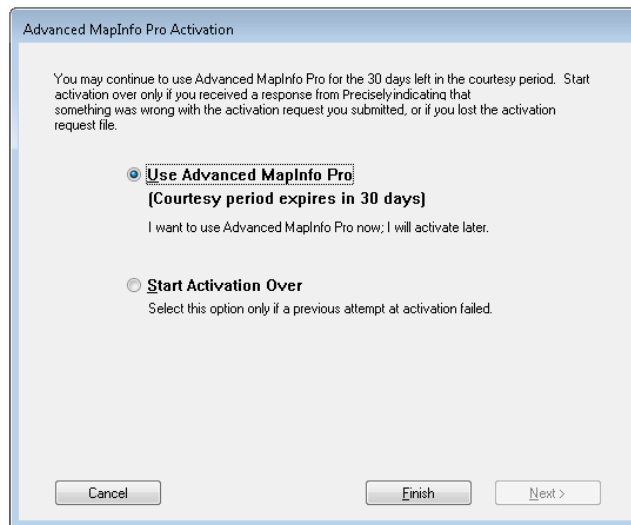 Advanced MapInfo Pro Activation
You may continue to use Advanced MapInfo Pro for the 30 days left in the courtesy period. Start
activation over only if you received a response from Preciselyindicating that
something was wrong with the activation request you submitted, or if you lost the activation
request file.
Use Advanced MapInfo Pro
(Courtesy period expires in 30 days)
I want to use Advanced MapInfo Pro now; I will activate later.
Start Activation Over
Select this option only if a previous attempt at activation failed.
Cancel Finish Next >